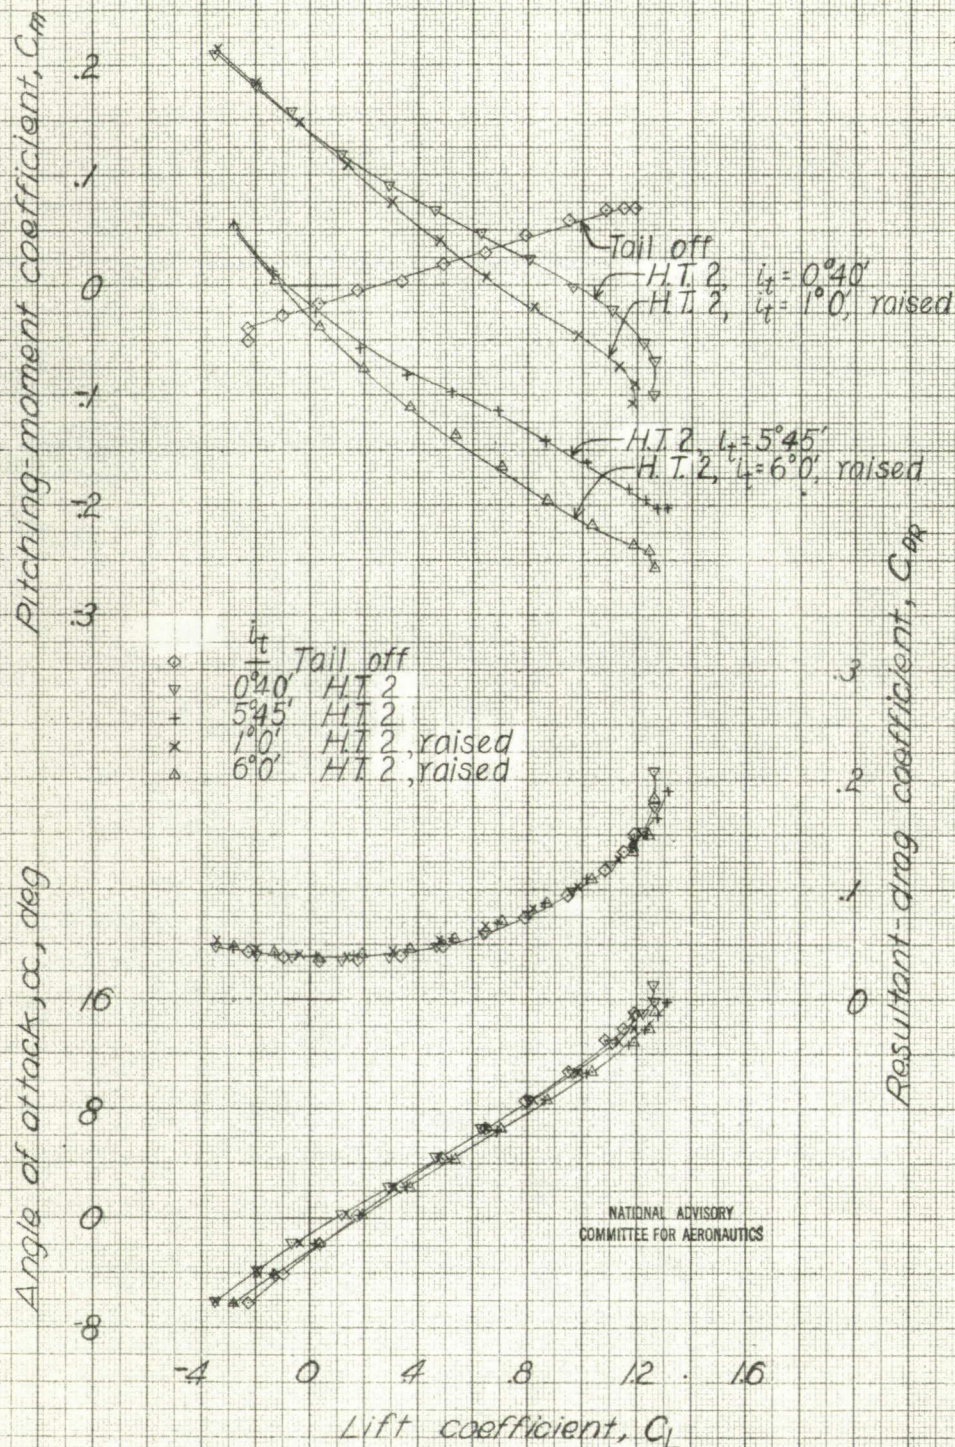 Pitching-moment coefficient, Cm
.2
.1
0
-.1
-.2
.3
Tail off
H.T. 2, it = 0°40'
H.T. 2, it = 1°0', raised
H.T. 2, it = 5°45'
H.T. 2, it = 6°0', raised
it
Tail off
0°40' H.T. 2
5°45' H.T. 2
1°0' H.T. 2, raised
6°0' H.T. 2, raised
Resultant-drag coefficient, CDR
.3
.2
.1
0
Angle of attack, α, deg
16
8
0
-8
NATIONAL ADVISORY
COMMITTEE FOR AERONAUTICS
-.4 0 .4 .8 1.2 1.6
Lift coefficient, CL